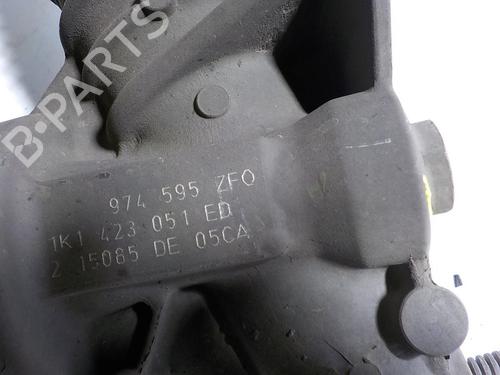 B-PARTS
974 595 ZFO
1K1 423 051 ED
2 15085 DE 05CA